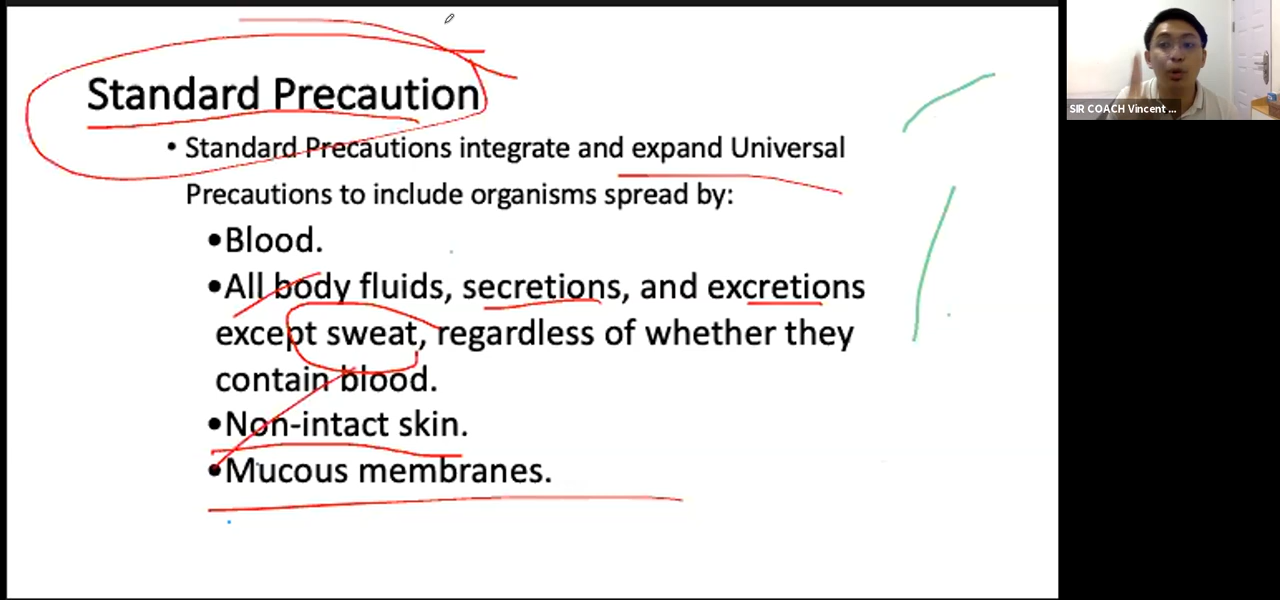 Standard Precaution
• Standard Precautions integrate and expand Universal
Precautions to include organisms spread by:
•Blood.
•All body fluids, secretions, and excretions
except sweat, regardless of whether they
contain blood.
•Non-intact skin.
•Mucous membranes.
SIR COACH Vincent ...